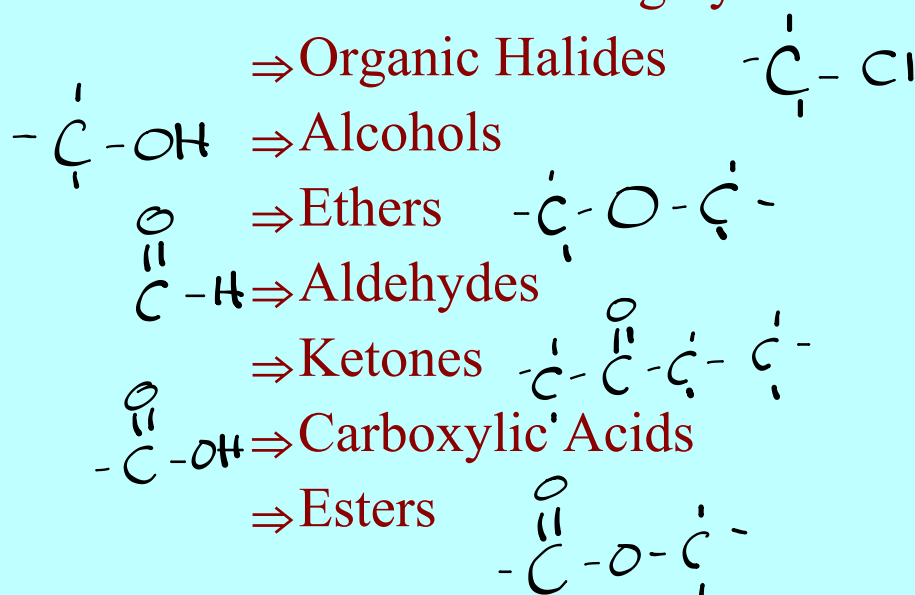 ⇒Organic Halides -C-Cl
-C-OH ⇒Alcohols
⇒Ethers -C-O-C-
O
||
C-H ⇒Aldehydes
O
||
⇒Ketones -C-C-C-C-
O
||
-C-OH ⇒Carboxylic Acids
⇒Esters
O
||
-C-O-C-